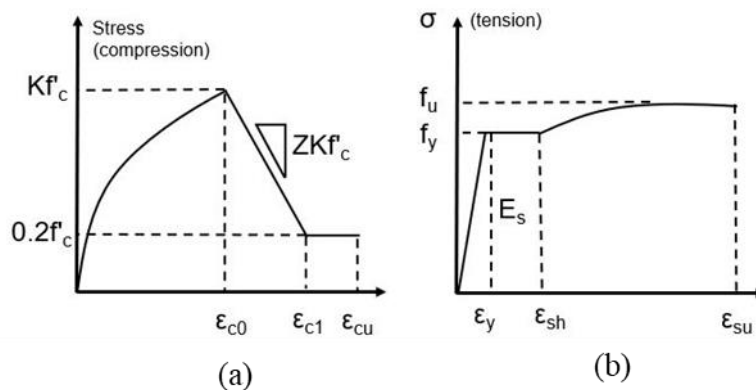 Stress
(compression)
Kf'c
ZKf'c
0.2f'c
εc0
εc1
εcu
(a)
σ
(tension)
fu
fy
Es
εy
εsh
εsu
(b)